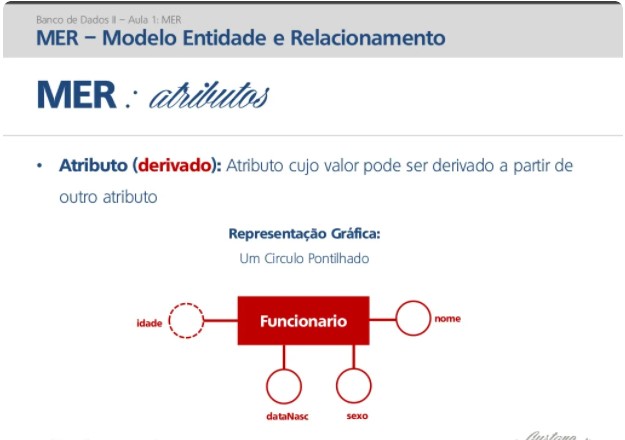 Banco de Dados II – Aula 1: MER
MER – Modelo Entidade e Relacionamento
MER : atributos
• Atributo (derivado): Atributo cujo valor pode ser derivado a partir de
outro atributo
Representação Gráfica:
Um Circulo Pontilhado
idade
Funcionario
nome
dataNasc
sexo